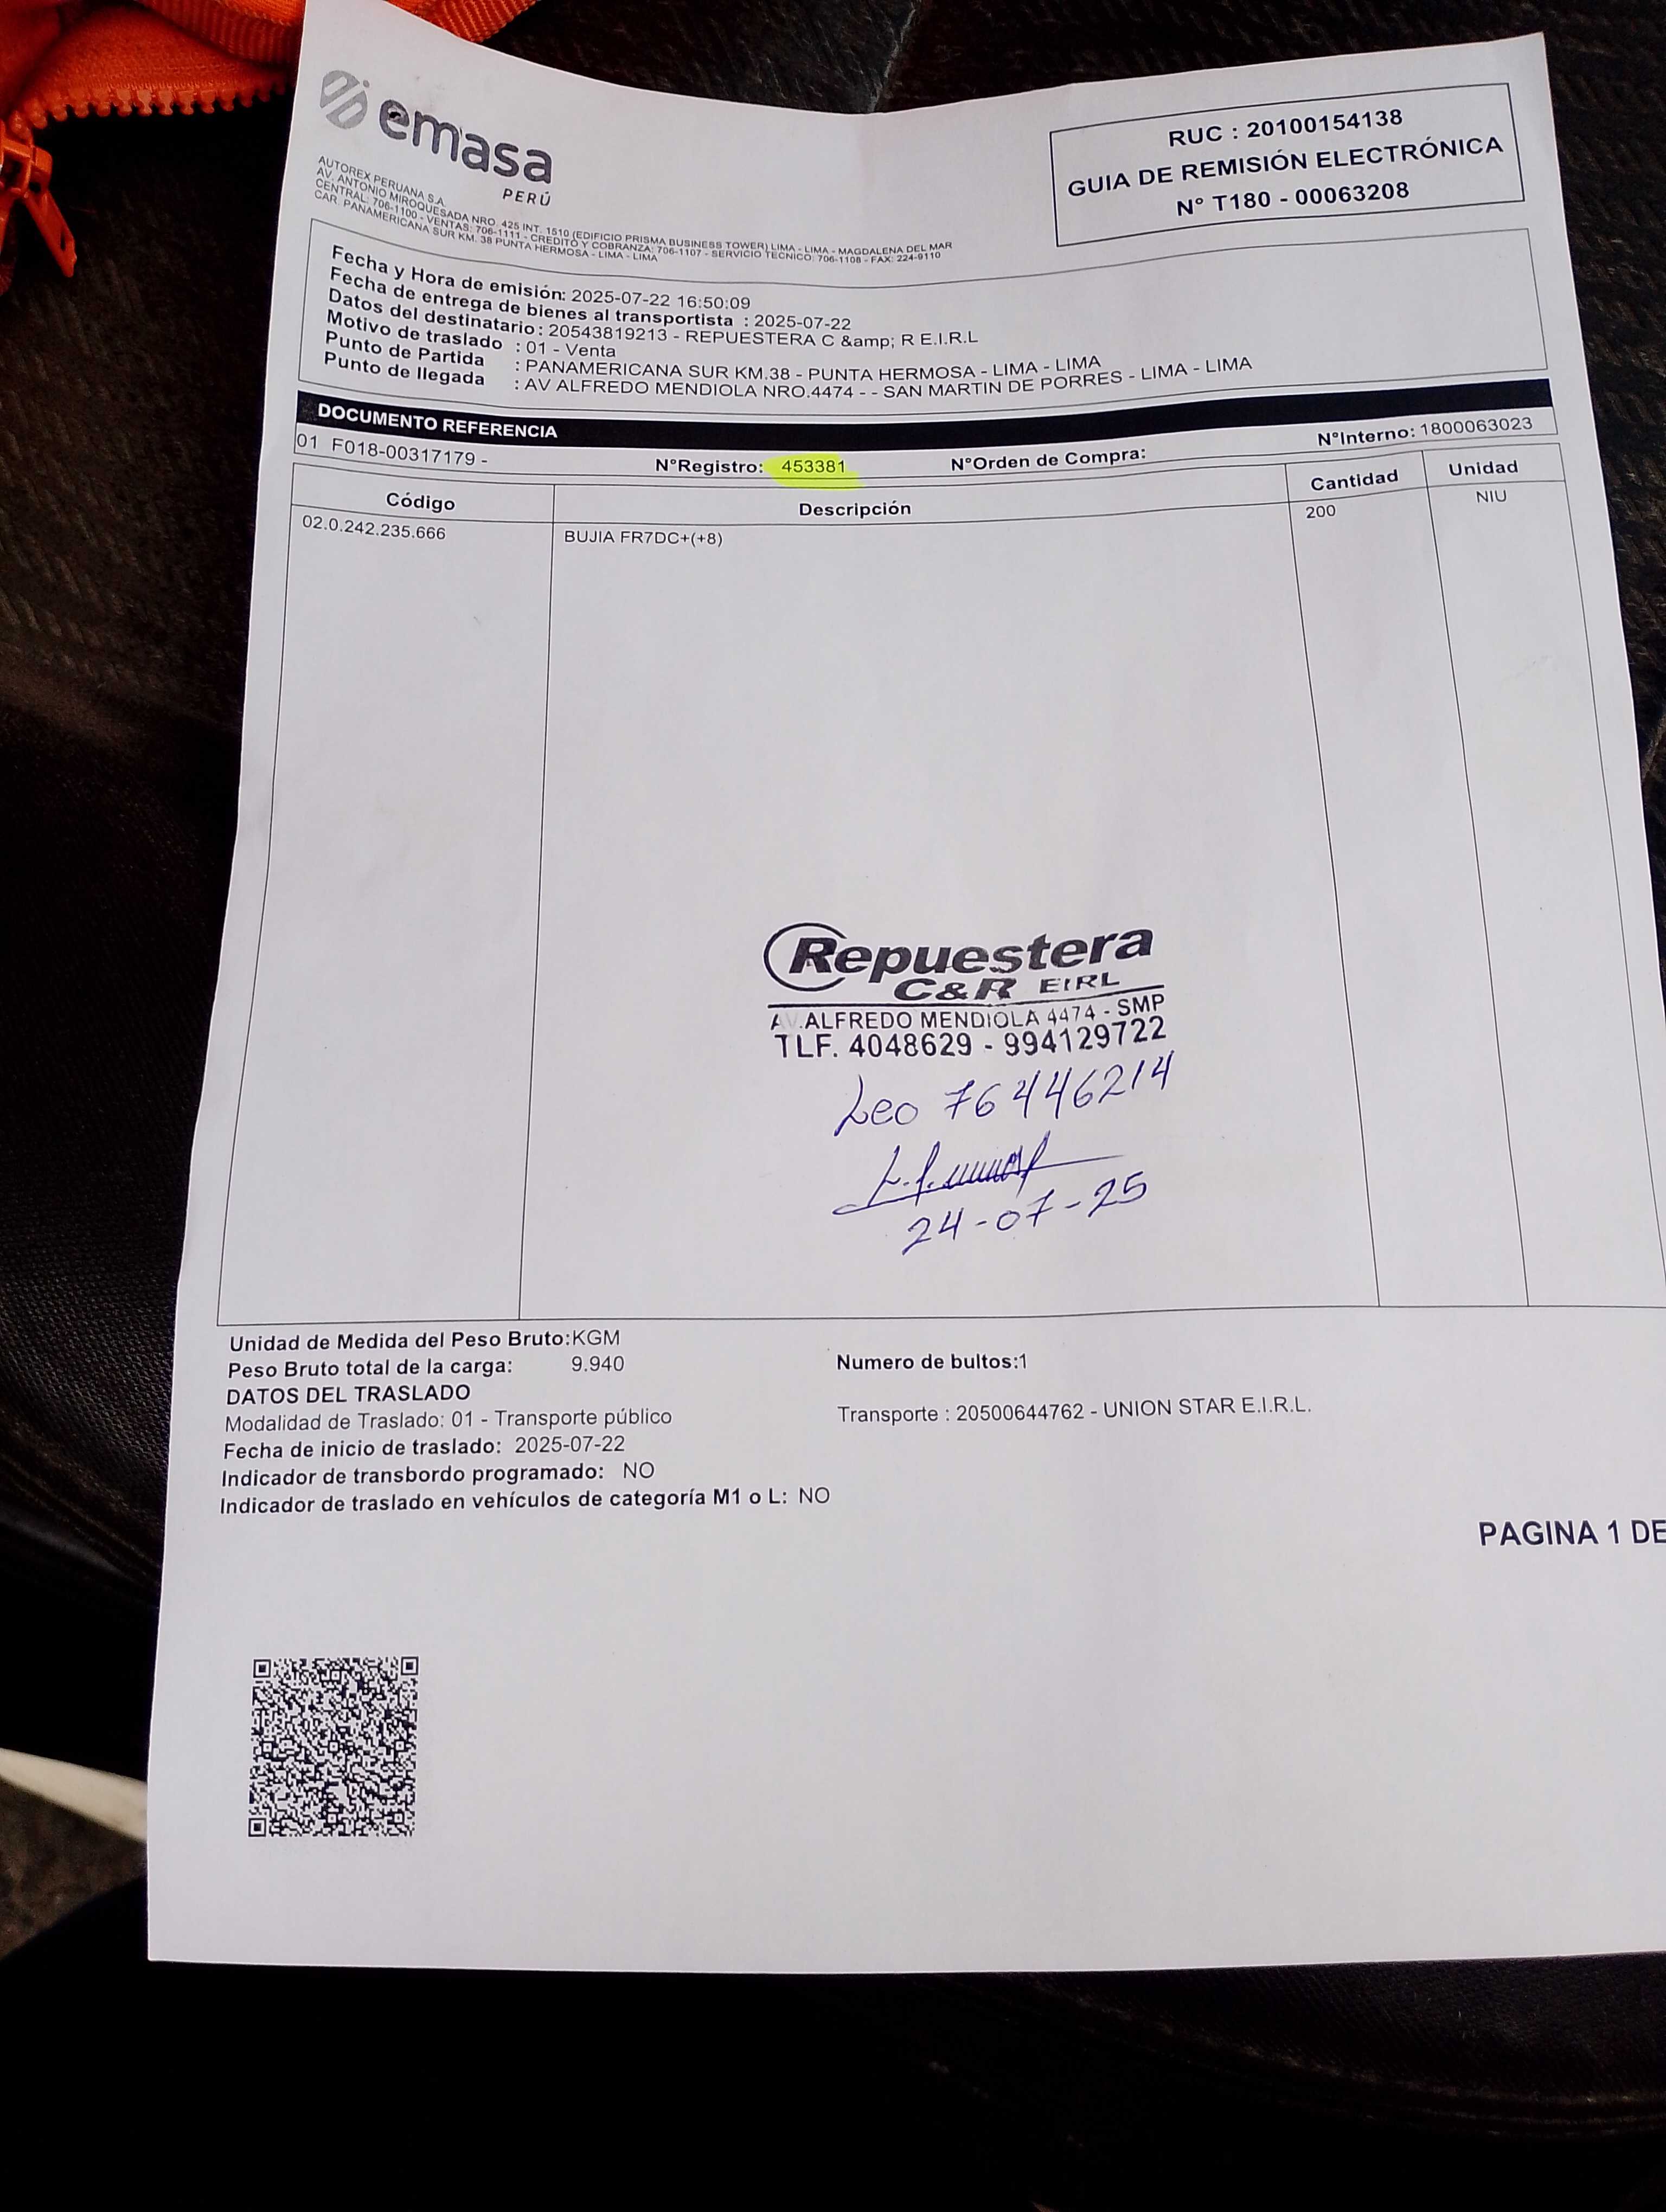 emasa
PERÚ
AUTOREX PERUANA S.A.
AV. ANTONIO MIROQUESADA NRO. 425 INT. 1510 (EDIFICIO PRISMA BUSINESS TOWER) LIMA - LIMA - MAGDALENA DEL MAR
CENTRAL: 706-1100 - VENTAS: 706-1111 - CREDITO Y COBRANZA: 706-1107 - SERVICIO TECNICO: 706-1108 - FAX: 224-9110
CAR. PANAMERICANA SUR KM. 38 PUNTA HERMOSA - LIMA - LIMA
RUC : 20100154138
GUIA DE REMISIÓN ELECTRÓNICA
N° T180 - 00063208
Fecha y Hora de emisión: 2025-07-22 16:50:09
Fecha de entrega de bienes al transportista : 2025-07-22
Datos del destinatario : 20543819213 - REPUESTERA C &amp; R E.I.R.L
Motivo de traslado : 01 - Venta
Punto de Partida : PANAMERICANA SUR KM.38 - PUNTA HERMOSA - LIMA - LIMA
Punto de llegada : AV ALFREDO MENDIOLA NRO.4474 - - SAN MARTIN DE PORRES - LIMA - LIMA
DOCUMENTO REFERENCIA
01 F018-00317179 - N°Registro: 453381 N°Orden de Compra: N°Interno: 1800063023
Código Descripción Cantidad Unidad
02.0.242.235.666 BUJIA FR7DC+(+8) 200 NIU
Repuestera
C&R EIRL
AV.ALFREDO MENDIOLA 4474 - SMP
TLF. 4048629 - 994129722
Leo 76446214
24-07-25
Unidad de Medida del Peso Bruto:KGM
Peso Bruto total de la carga: 9.940 Numero de bultos:1
DATOS DEL TRASLADO
Modalidad de Traslado: 01 - Transporte público Transporte : 20500644762 - UNION STAR E.I.R.L.
Fecha de inicio de traslado: 2025-07-22
Indicador de transbordo programado: NO
Indicador de traslado en vehículos de categoría M1 o L: NO
PAGINA 1 DE